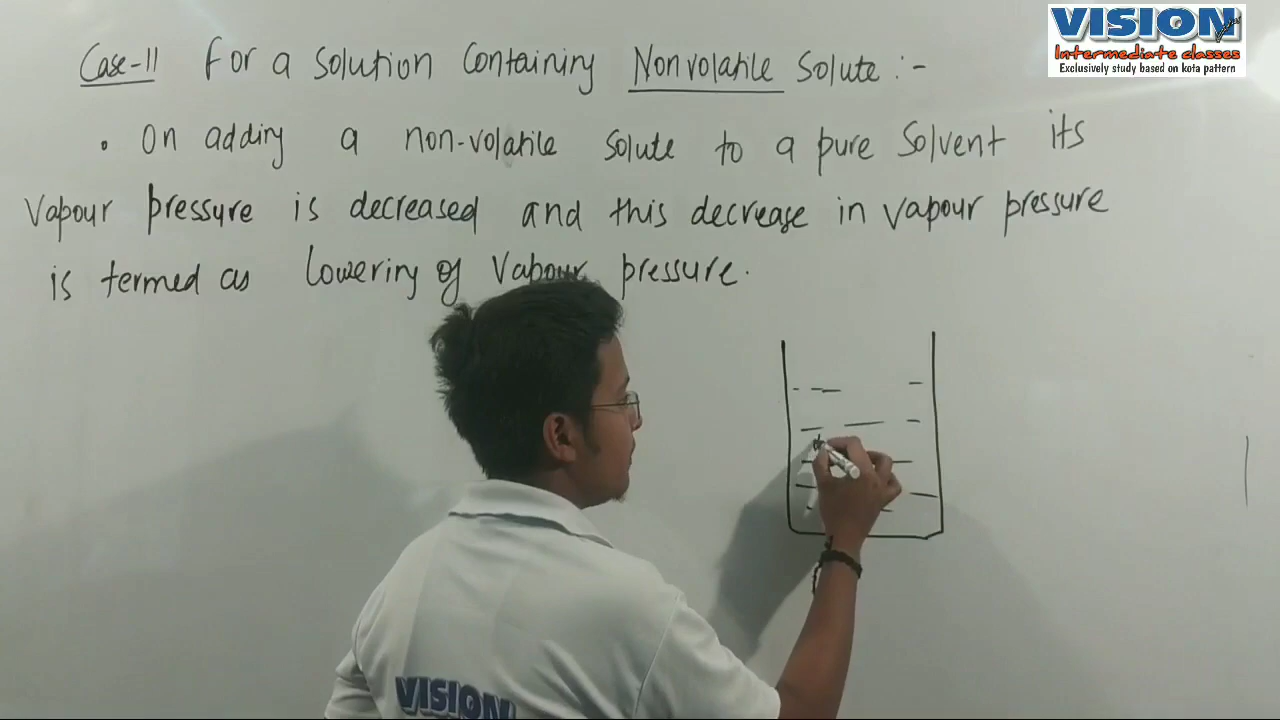 VISION
Intermediate classes
Exclusively study based on kota pattern
Case-II For a Solution Containing Nonvolatile Solute :-
• On adding a non-volatile Solute to a pure Solvent its
Vapour pressure is decreased and this decrease in vapour pressure
is termed as lowering of Vapour pressure.
VISION